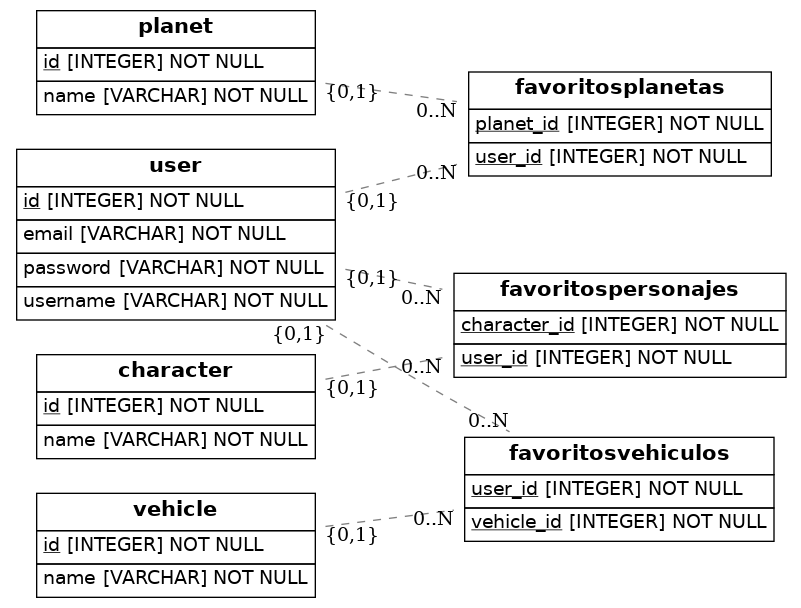 planet
id [INTEGER] NOT NULL
name [VARCHAR] NOT NULL
{0,1}
0..N
favoritosplanetas
planet_id [INTEGER] NOT NULL
user_id [INTEGER] NOT NULL
user
id [INTEGER] NOT NULL
email [VARCHAR] NOT NULL
password [VARCHAR] NOT NULL
username [VARCHAR] NOT NULL
0..N
{0,1}
{0,1}
0..N
{0,1}
favoritospersonajes
character_id [INTEGER] NOT NULL
user_id [INTEGER] NOT NULL
character
id [INTEGER] NOT NULL
name [VARCHAR] NOT NULL
0..N
{0,1}
0..N
favoritosvehiculos
user_id [INTEGER] NOT NULL
vehicle_id [INTEGER] NOT NULL
vehicle
id [INTEGER] NOT NULL
name [VARCHAR] NOT NULL
0..N
{0,1}